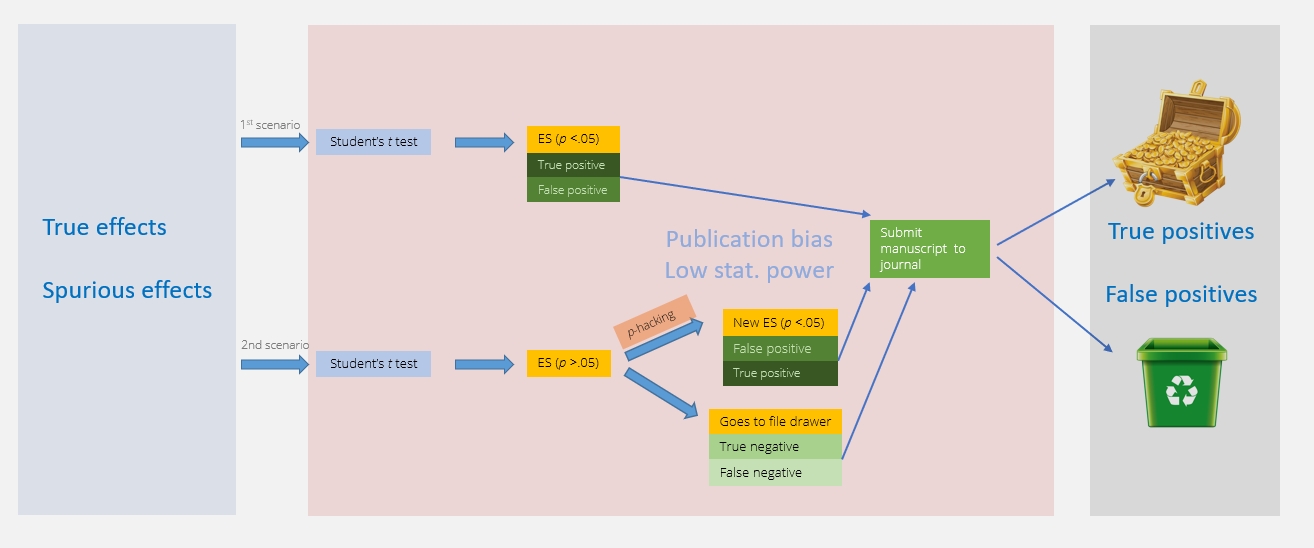 True effects
Spurious effects
1st scenario
Student's t test
ES (p <.05)
True positive
False positive
Publication bias
Low stat. power
Submit
manuscript to
journal
2nd scenario
Student's t test
ES (p >.05)
p-hacking
New ES (p <.05)
False positive
True positive
Goes to file drawer
True negative
False negative
True positives
False positives